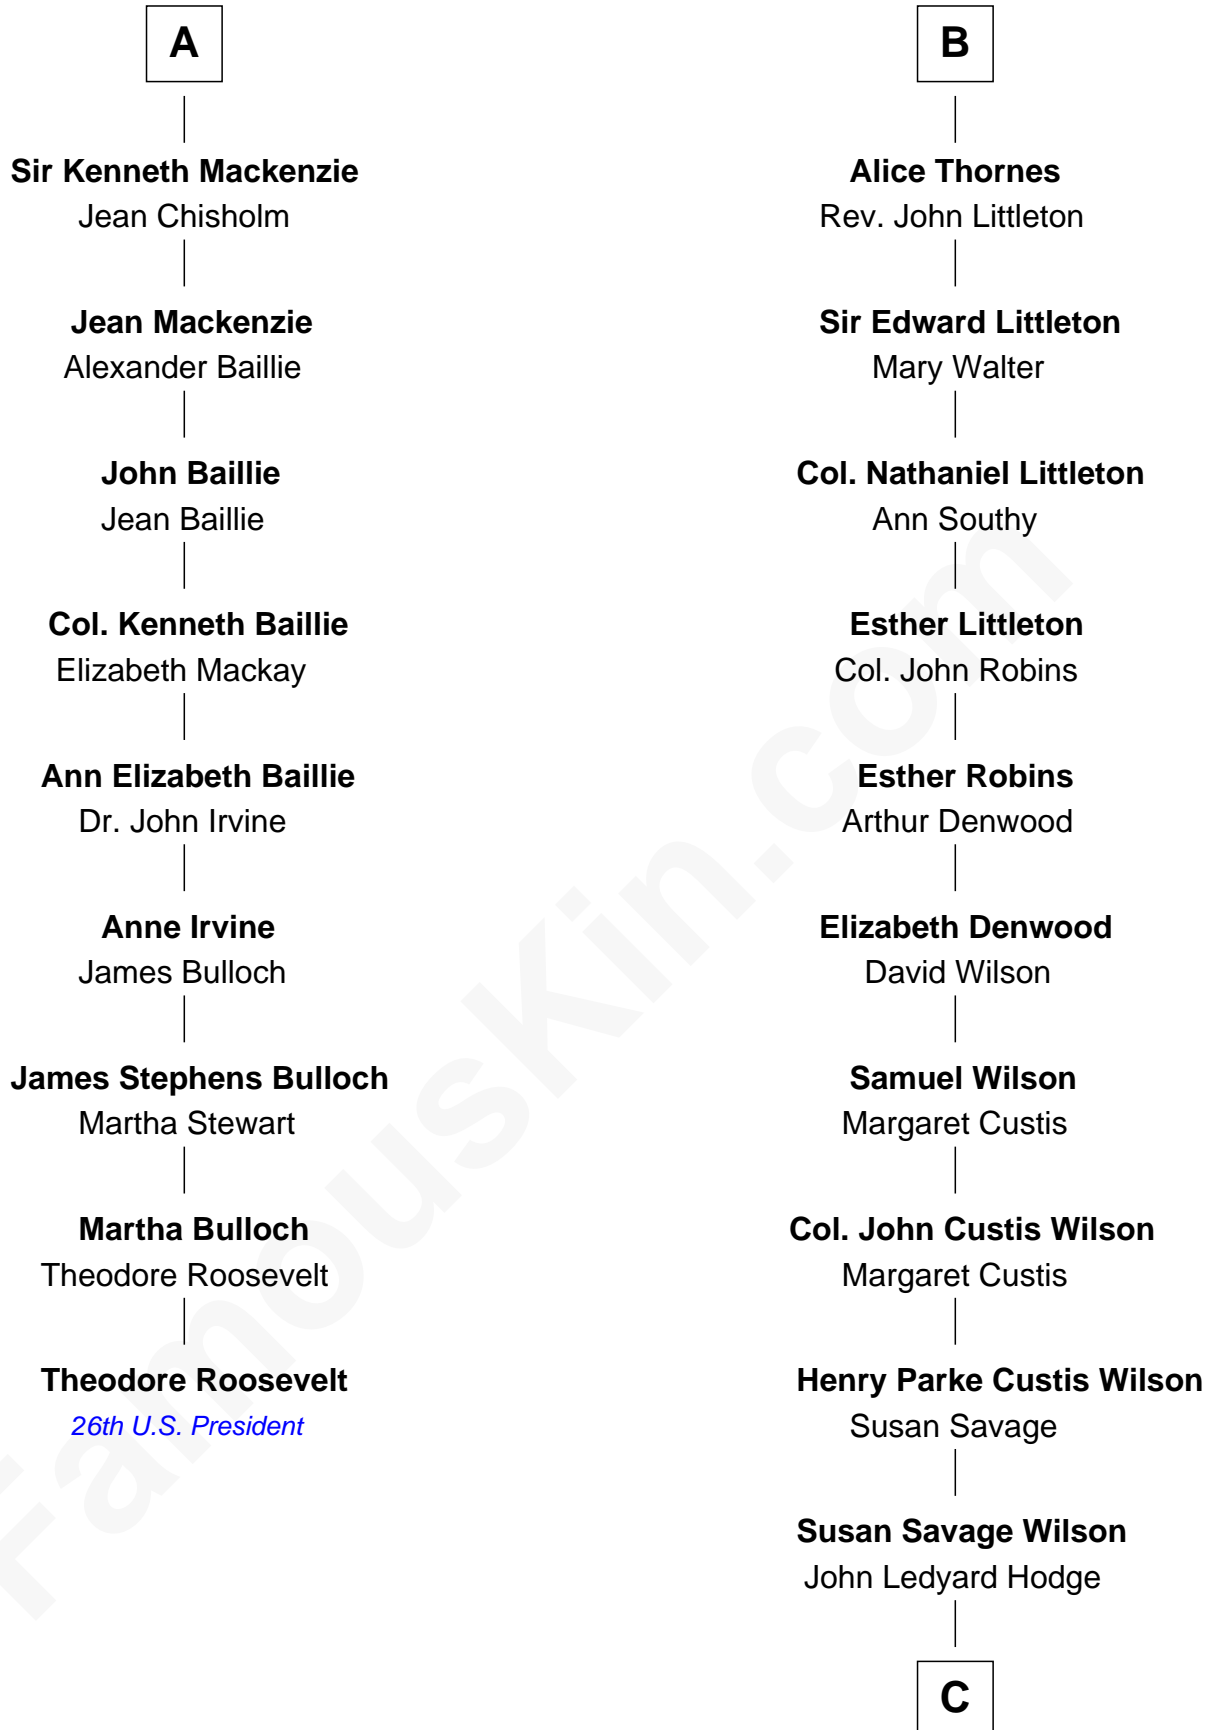 A
Sir Kenneth Mackenzie
Jean Chisholm
Jean Mackenzie
Alexander Baillie
John Baillie
Jean Baillie
Col. Kenneth Baillie
Elizabeth Mackay
Ann Elizabeth Baillie
Dr. John Irvine
Anne Irvine
James Bulloch
James Stephens Bulloch
Martha Stewart
Martha Bulloch
Theodore Roosevelt
Theodore Roosevelt
26th U.S. President
B
Alice Thornes
Rev. John Littleton
Sir Edward Littleton
Mary Walter
Col. Nathaniel Littleton
Ann Southy
Esther Littleton
Col. John Robins
Esther Robins
Arthur Denwood
Elizabeth Denwood
David Wilson
Samuel Wilson
Margaret Custis
Col. John Custis Wilson
Margaret Custis
Henry Parke Custis Wilson
Susan Savage
Susan Savage Wilson
John Ledyard Hodge
C
FamousKin.com